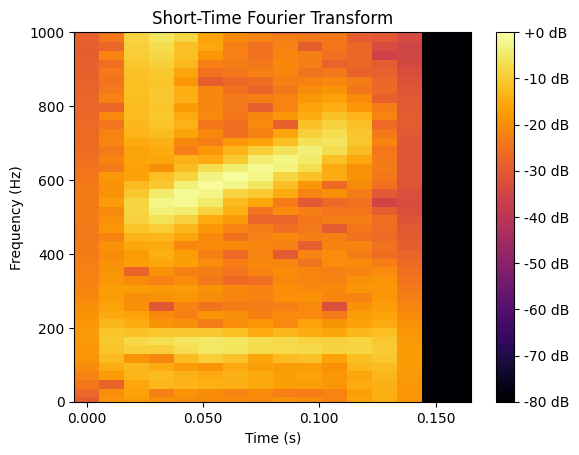 Short-Time Fourier Transform
Frequency (Hz)
1000
800
600
400
200
0
0.000
0.050
0.100
0.150
Time (s)
+0 dB
-10 dB
-20 dB
-30 dB
-40 dB
-50 dB
-60 dB
-70 dB
-80 dB